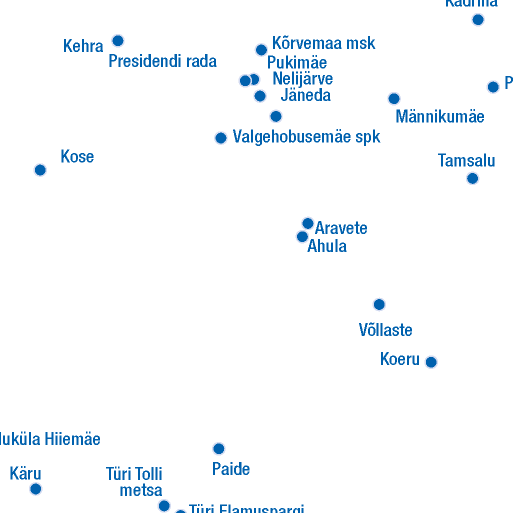 Kadrina
Kehra
Kõrvemaa msk
Presidendi rada
Pukimäe
Nelijärve
P
Jäneda
Männikumäe
Valgehobusemäe spk
Kose
Tamsalu
Aravete
Ahula
Võllaste
Koeru
Hiiemäe
Käru
Türi Tolli
metsa
Paide
Türi Elamuspargi